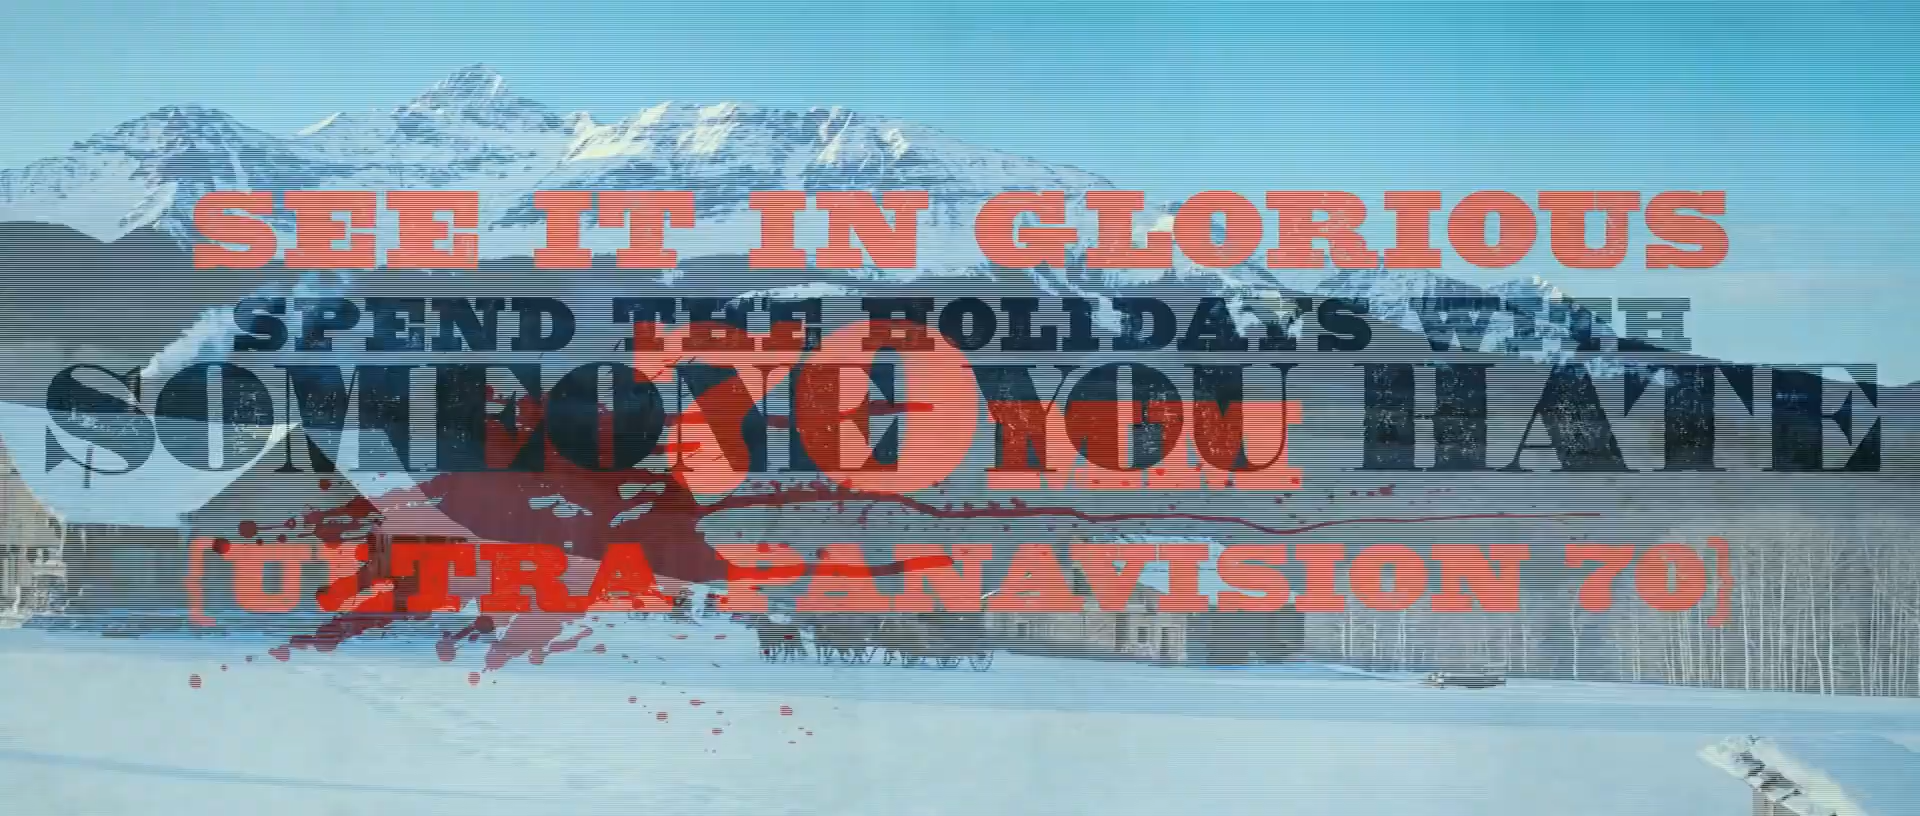 SEE IT IN GLORIOUS
SPEND THE HOLIDAYS WITH
SOMEONE YOU HATE
70 MM
{ULTRA PANAVISION 70}